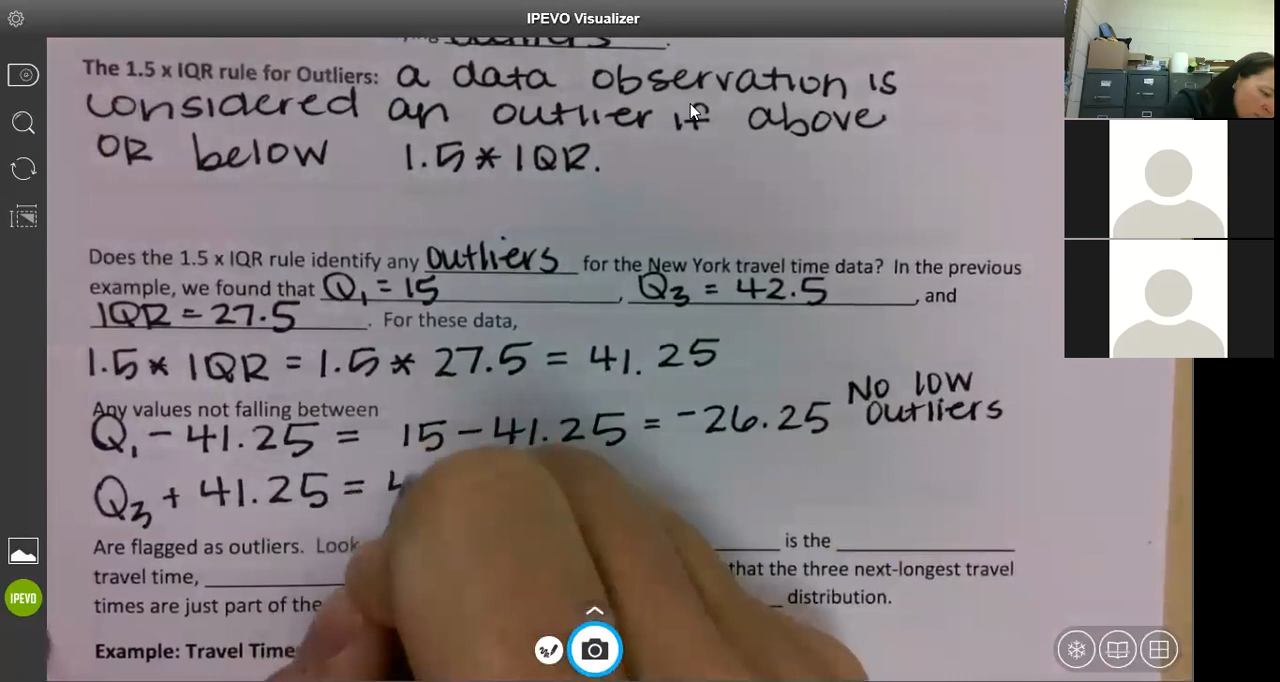 IPEVO Visualizer
The 1.5 x IQR rule for Outliers: a data observation is
considered an outlier if above
OR below 1.5 * IQR.
Does the 1.5 x IQR rule identify any outliers for the New York travel time data? In the previous
example, we found that Q1 = 15, Q3 = 42.5, and
IQR = 27.5. For these data,
1.5 * IQR = 1.5 * 27.5 = 41.25
Any values not falling between
Q1 - 41.25 = 15 - 41.25 = -26.25 No low
outliers
Q3 + 41.25 = 4
Are flagged as outliers. Look is the
travel time, that the three next-longest travel
times are just part of the distribution.
Example: Travel Time
IPEVO